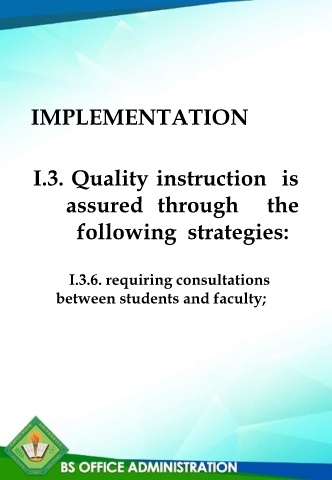 IMPLEMENTATION
I.3. Quality instruction is
assured through the
following strategies:
I.3.6. requiring consultations
between students and faculty;
BS OFFICE ADMINISTRATION